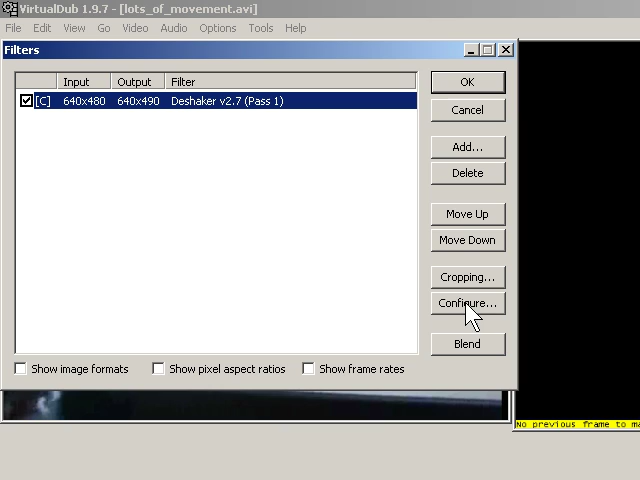 VirtualDub 1.9.7 - [lots_of_movement.avi]
File Edit View Go Video Audio Options Tools Help
Filters
Input Output Filter
[C] 640x480 640x490 Deshaker v2.7 (Pass 1)
OK
Cancel
Add...
Delete
Move Up
Move Down
Cropping...
Configure...
Blend
Show image formats Show pixel aspect ratios Show frame rates
No previous frame to ma